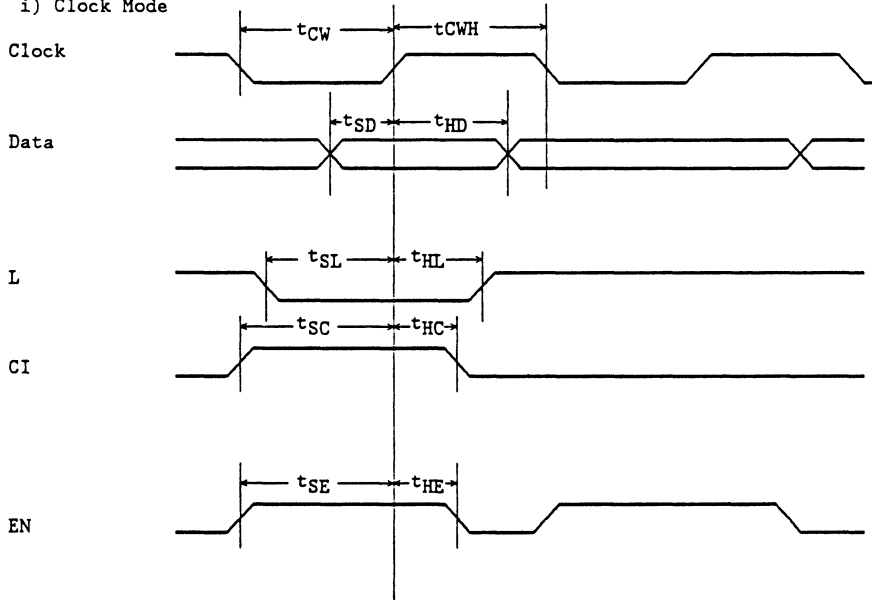 i) Clock Mode
tCW
tCWH
Clock
tSD
tHD
Data
tSL
tHL
L
tSC
tHC
CI
tSE
tHE
EN